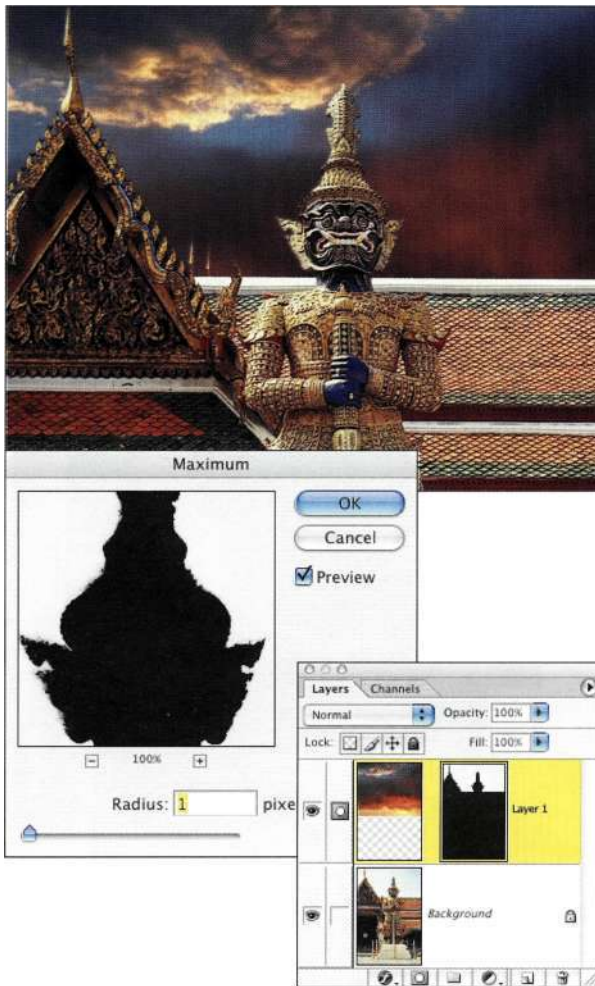 Maximum
OK
Cancel
Preview
100%
Radius: 1 pixe
Layers Channels
Normal Opacity: 100%
Lock: Fill: 100%
Layer 1
Background